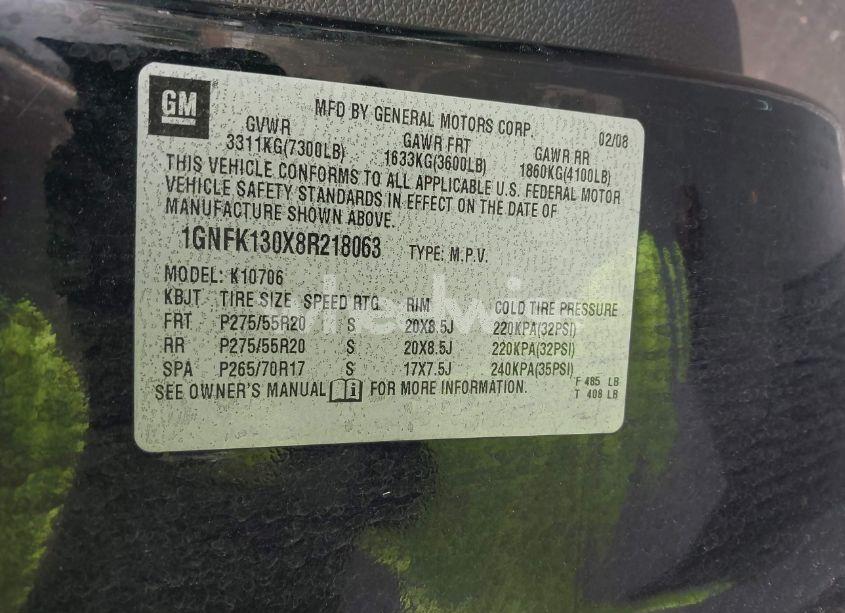 GM
MFD BY GENERAL MOTORS CORP.
02/08
GVWR GAWR FRT GAWR RR
3311KG(7300LB) 1633KG(3600LB) 1860KG(4100LB)
THIS VEHICLE CONFORMS TO ALL APPLICABLE U.S. FEDERAL MOTOR
VEHICLE SAFETY STANDARDS IN EFFECT ON THE DATE OF
MANUFACTURE SHOWN ABOVE.
1GNFK130X8R218063 TYPE: M.P.V.
MODEL: K10706
KBJT TIRE SIZE SPEED RTG RIM COLD TIRE PRESSURE
FRT P275/55R20 S 20X8.5J 220KPA(32PSI)
RR P275/55R20 S 20X8.5J 220KPA(32PSI)
SPA P265/70R17 S 17X7.5J 240KPA(35PSI)
SEE OWNER'S MANUAL FOR MORE INFORMATION.
F 485 LB
T 408 LB